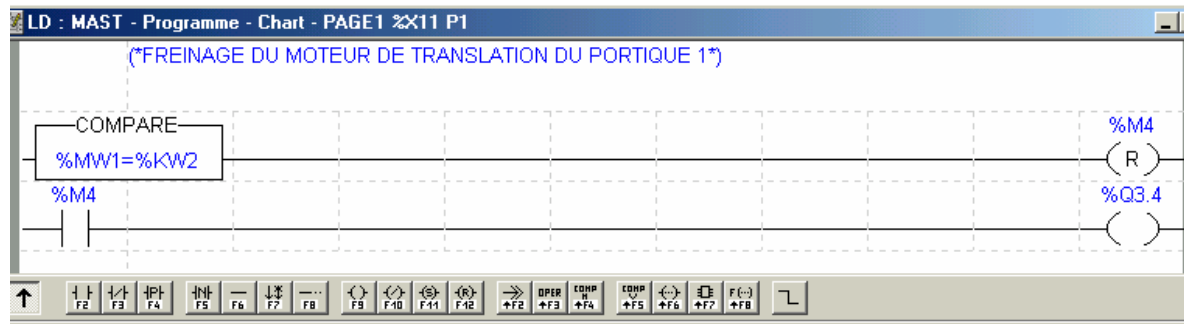 LD : MAST - Programme - Chart - PAGE1 %X11 P1
(*FREINAGE DU MOTEUR DE TRANSLATION DU PORTIQUE 1*)
COMPARE %M4
%MW1=%KW2 R
%M4 %Q3.4
P N S R OPER COMP H COMP V F(...)
F2 F3 F4 F5 F6 F7 F8 F9 F10 F11 F12 ↑F2 ↑F3 ↑F4 ↑F5 ↑F6 ↑F7 ↑F8